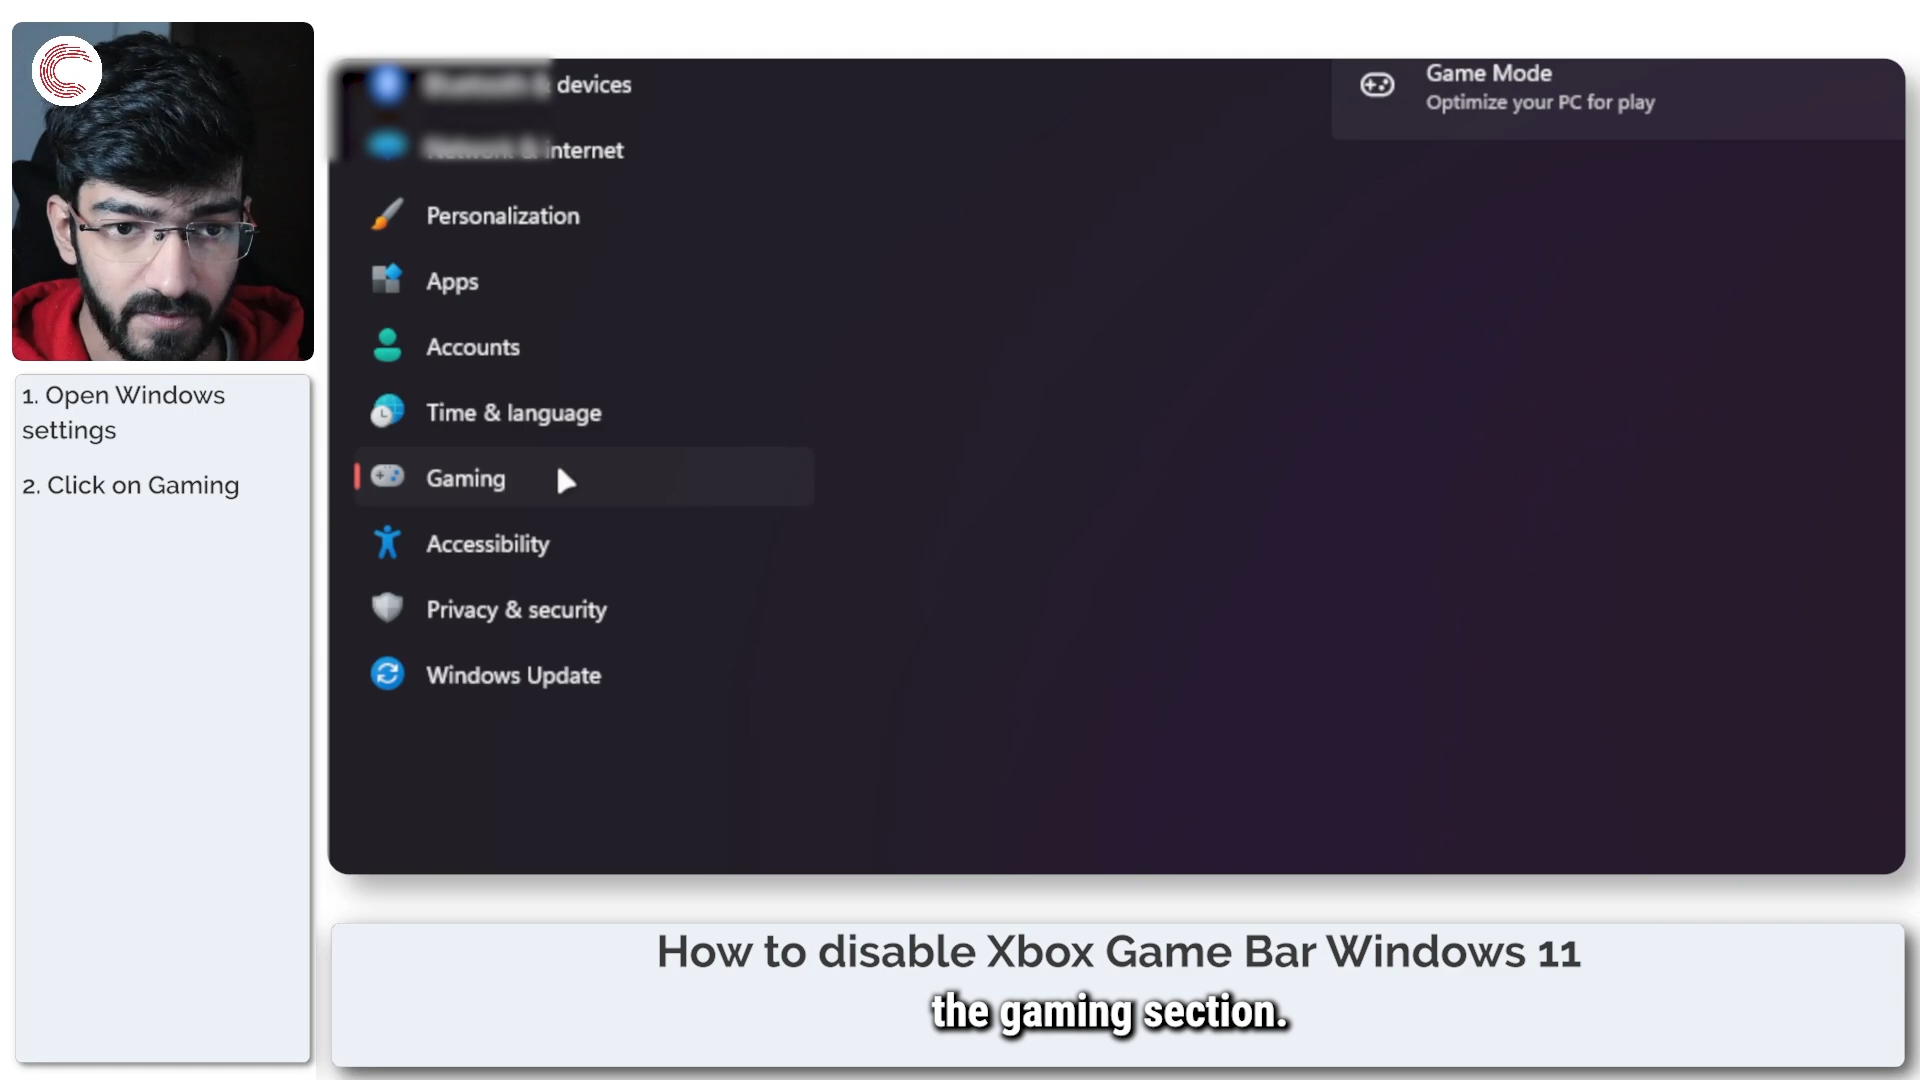 1. Open Windows
settings
2. Click on Gaming
devices
internet
Personalization
Apps
Accounts
Time & language
Gaming
Accessibility
Privacy & security
Windows Update
Game Mode
Optimize your PC for play
How to disable Xbox Game Bar Windows 11
the gaming section.